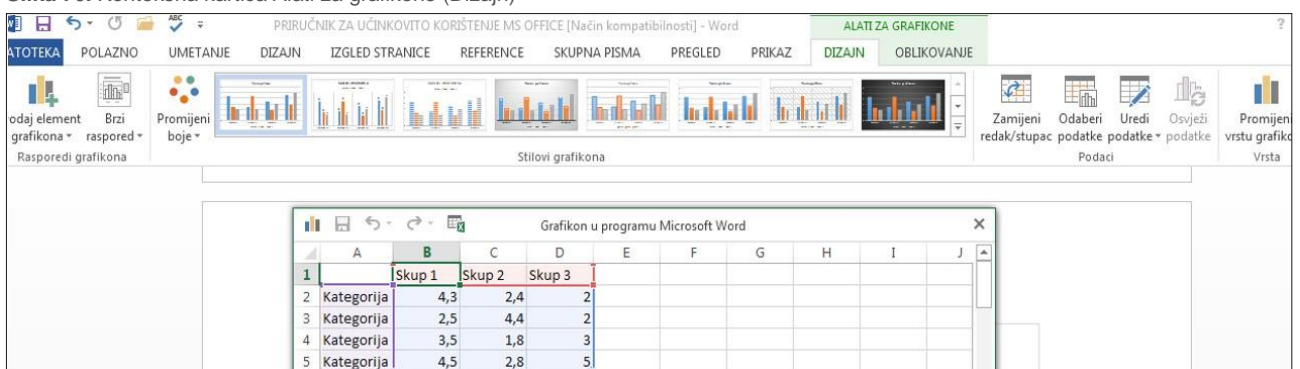 PRIRUČNIK ZA UČINKOVITO KORIŠTENJE MS OFFICE [Način kompatibilnosti] - Word
ALATI ZA GRAFIKONE
?
ATOTEKA POLAZNO UMETANJE DIZAJN IZGLED STRANICE REFERENCE SKUPNA PISMA PREGLED PRIKAZ DIZAJN OBLIKOVANJE
odaj element grafikona
Brzi raspored
Promijeni boje
Zamijeni redak/stupac
Odaberi podatke
Uredi podatke
Osvježi podatke
Promijeni vrstu grafiko
Rasporedi grafikona Stilovi grafikona Podaci Vrsta
Grafikon u programu Microsoft Word
A B C D E F G H I J
1 Skup 1 Skup 2 Skup 3
2 Kategorija 4,3 2,4 2
3 Kategorija 2,5 4,4 2
4 Kategorija 3,5 1,8 3
5 Kategorija 4,5 2,8 5